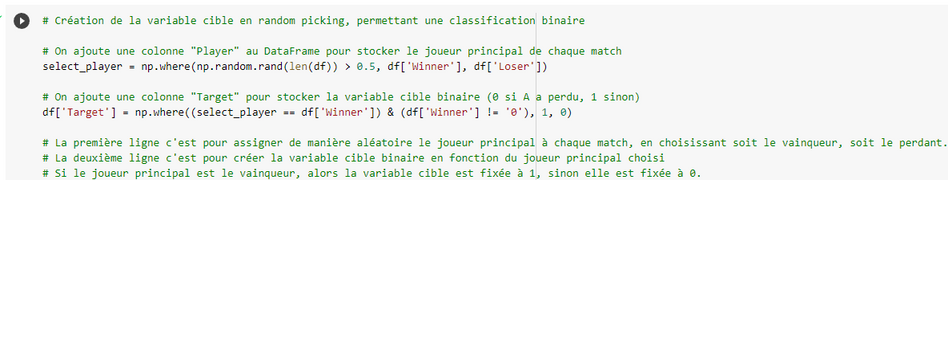 # Création de la variable cible en random picking, permettant une classification binaire
# On ajoute une colonne "Player" au DataFrame pour stocker le joueur principal de chaque match
select_player = np.where(np.random.rand(len(df)) > 0.5, df['Winner'], df['Loser'])
# On ajoute une colonne "Target" pour stocker la variable cible binaire (0 si A a perdu, 1 sinon)
df['Target'] = np.where((select_player == df['Winner']) & (df['Winner'] != '0'), 1, 0)
# La première ligne c'est pour assigner de manière aléatoire le joueur principal à chaque match, en choisissant soit le vainqueur, soit le perdant.
# La deuxième ligne c'est pour créer la variable cible binaire en fonction du joueur principal choisi
# Si le joueur principal est le vainqueur, alors la variable cible est fixée à 1, sinon elle est fixée à 0.